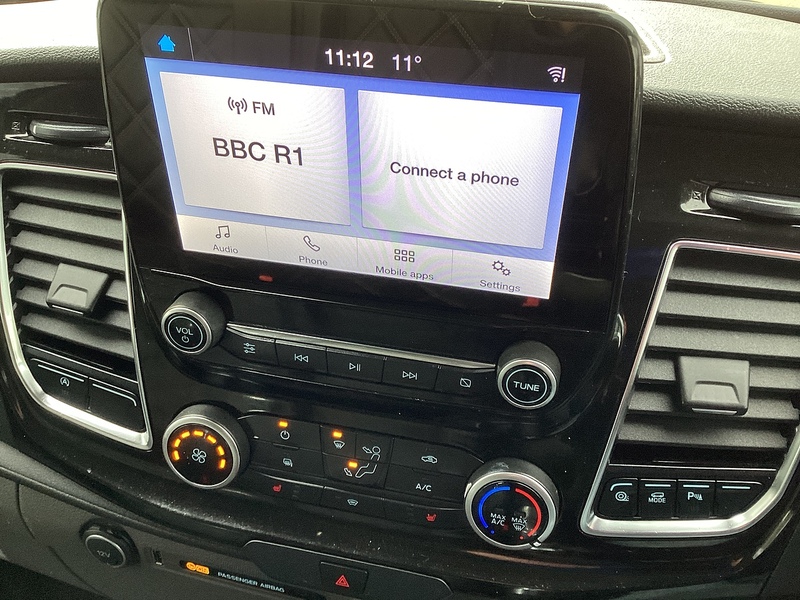 11:12 11°
FM
BBC R1
Connect a phone
Audio
Phone
Mobile apps
Settings
VOL
TUNE
A
A/C
MAX A/C
MAX
MODE
P
12V
PASSENGER AIRBAG